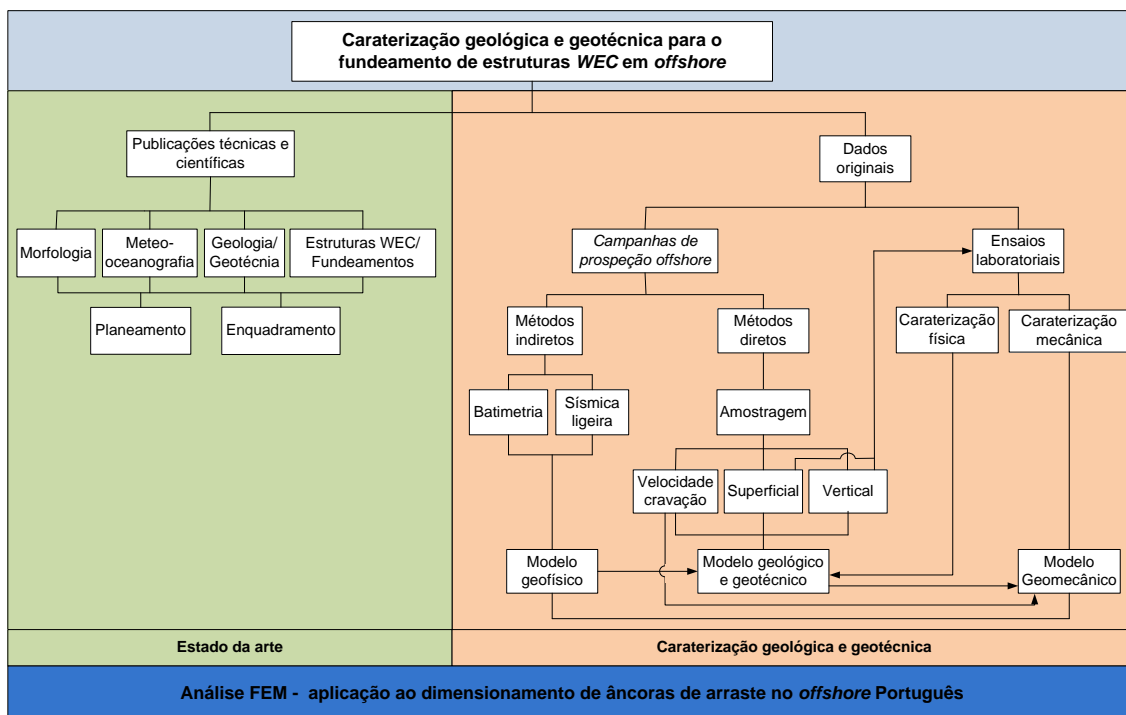 Caraterização geológica e geotécnica para o
fundeamento de estruturas WEC em offshore
Publicações técnicas e
científicas
Dados
originais
Morfologia
Meteo-
oceanografia
Geologia/
Geotécnia
Estruturas WEC/
Fundeamentos
Campanhas de
prospeção offshore
Ensaios
laboratoriais
Planeamento
Enquadramento
Métodos
indiretos
Métodos
diretos
Caraterização
física
Caraterização
mecânica
Batimetria
Sísmica
ligeira
Amostragem
Velocidade
cravação
Superficial
Vertical
Modelo
geofísico
Modelo geológico
e geotécnico
Modelo
Geomecânico
Estado da arte
Caraterização geológica e geotécnica
Análise FEM - aplicação ao dimensionamento de âncoras de arraste no offshore Português